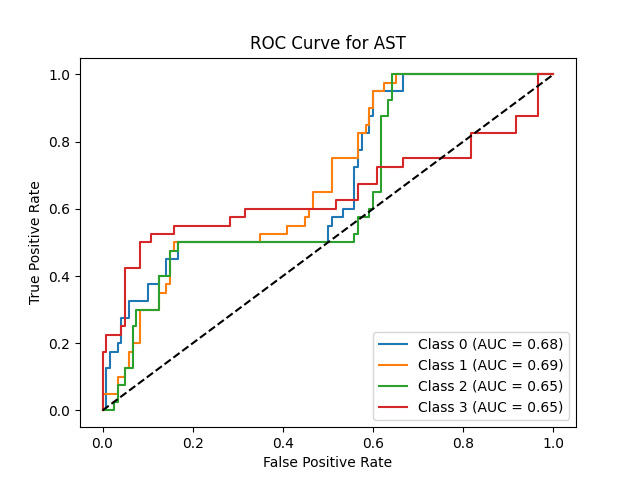 ROC Curve for AST
True Positive Rate
1.0
0.8
0.6
0.4
0.2
0.0
0.0 0.2 0.4 0.6 0.8 1.0
False Positive Rate
Class 0 (AUC = 0.68)
Class 1 (AUC = 0.69)
Class 2 (AUC = 0.65)
Class 3 (AUC = 0.65)